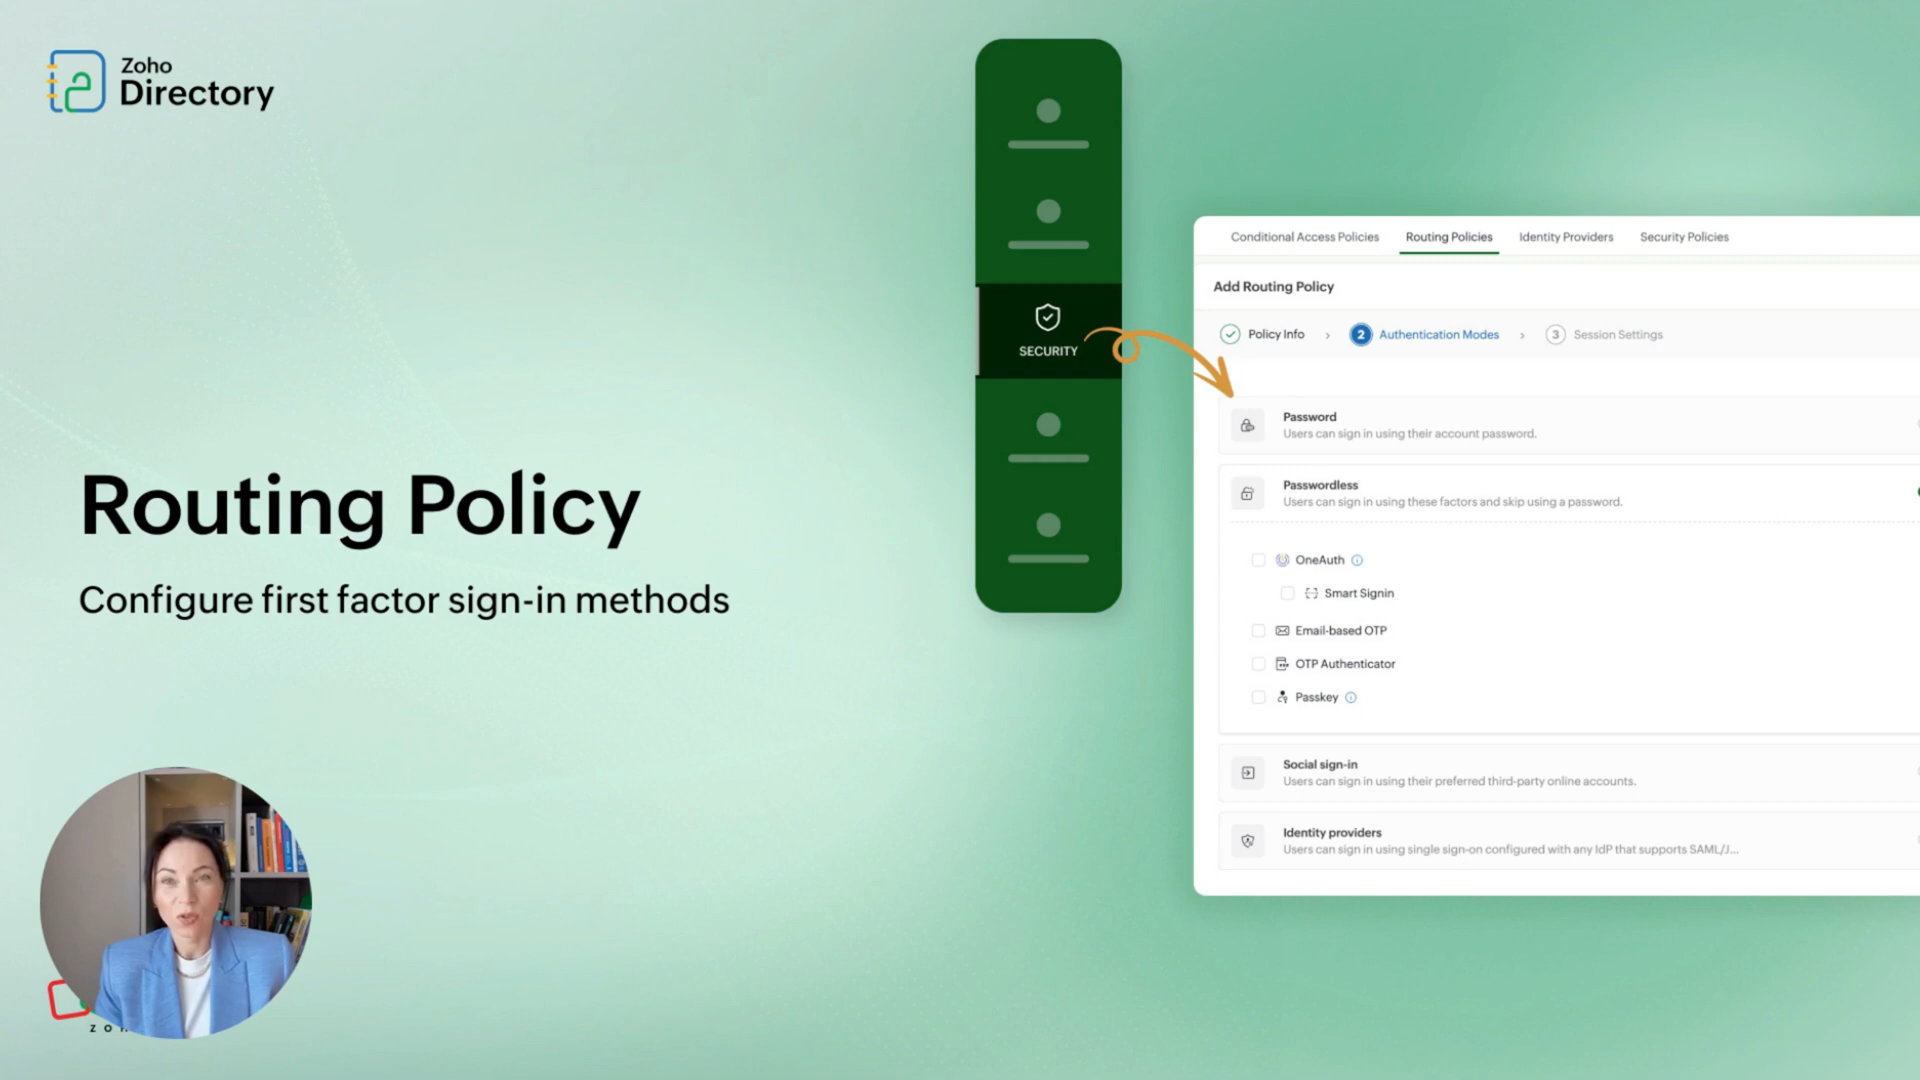 Zoho
Directory
Routing Policy
Configure first factor sign-in methods
SECURITY
Conditional Access Policies
Routing Policies
Identity Providers
Security Policies
Add Routing Policy
Policy Info
2
Authentication Modes
3
Session Settings
Password
Users can sign in using their account password.
Passwordless
Users can sign in using these factors and skip using a password.
OneAuth
Smart Signin
Email-based OTP
OTP Authenticator
Passkey
Social sign-in
Users can sign in using their preferred third-party online accounts.
Identity providers
Users can sign in using single sign-on configured with any IdP that supports SAML/J...